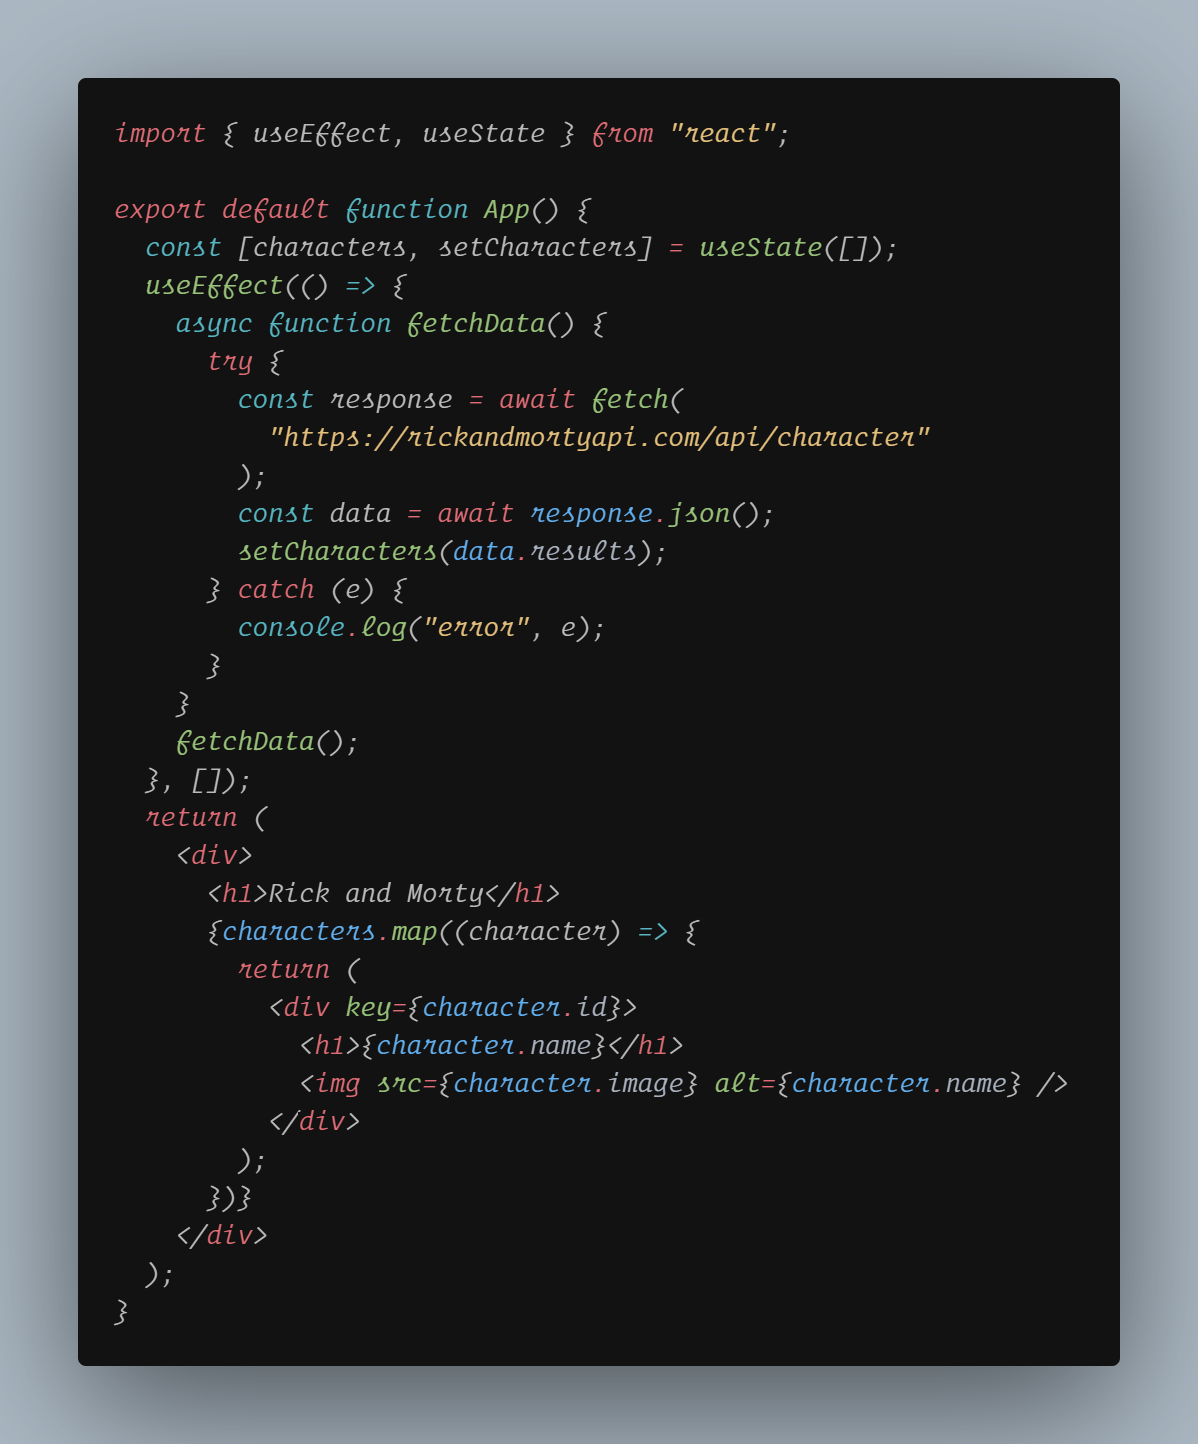 import { useEffect, useState } from "react";

export default function App() {
  const [characters, setCharacters] = useState([]);
  useEffect(() => {
    async function fetchData() {
      try {
        const response = await fetch(
          "https://rickandmortyapi.com/api/character"
        );
        const data = await response.json();
        setCharacters(data.results);
      } catch (e) {
        console.log("error", e);
      }
    }
    fetchData();
  }, []);
  return (
    <div>
      <h1>Rick and Morty</h1>
      {characters.map((character) => {
        return (
          <div key={character.id}>
            <h1>{character.name}</h1>
            <img src={character.image} alt={character.name} />
          </div>
        );
      })}
    </div>
  );
}